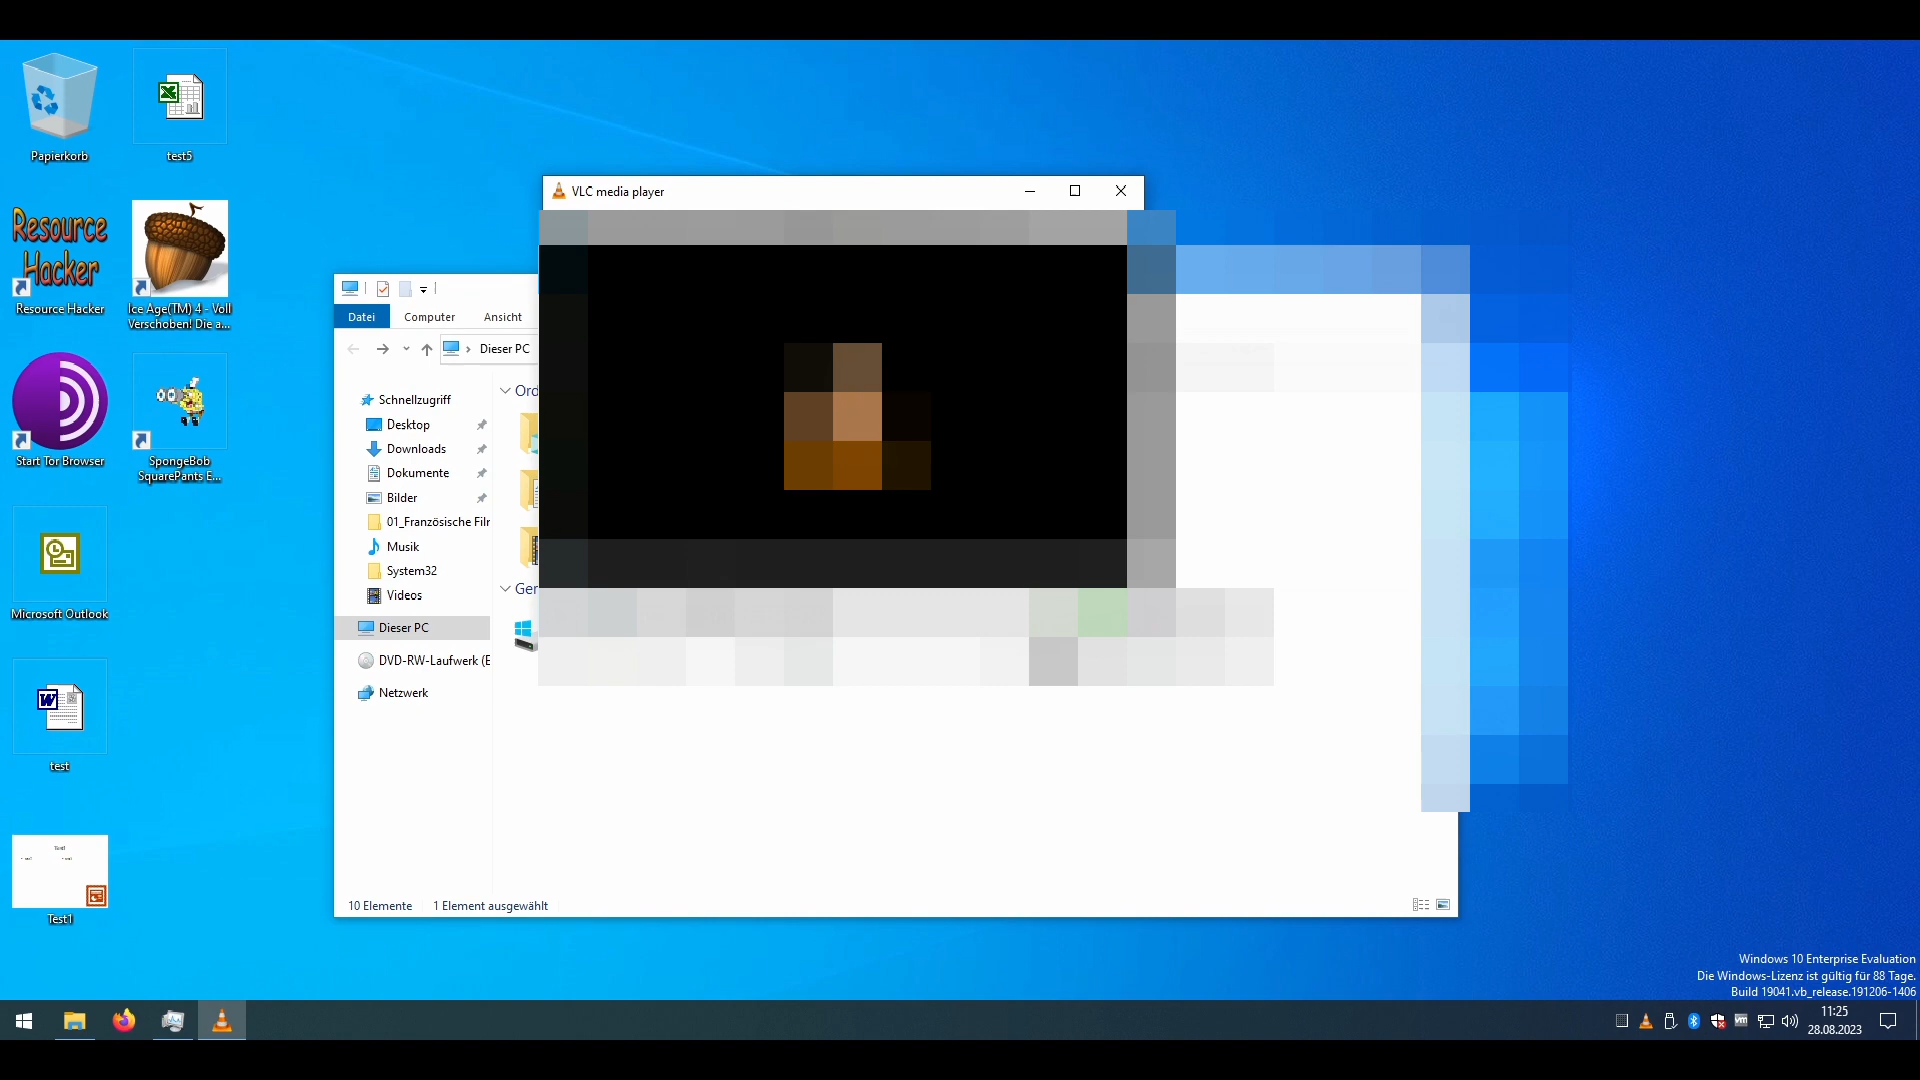 Papierkorb
test5
Resource
Hacker
Resource Hacker
Ice Age(TM) 4 - Voll
Verschoben! Die a...
Start Tor Browser
SpongeBob
SquarePants E...
Microsoft Outlook
test
Test1
VLC media player
Datei
Computer
Ansicht
Dieser PC
Schnellzugriff
Desktop
Downloads
Dokumente
Bilder
01_Französische Filr
Musik
System32
Videos
Dieser PC
DVD-RW-Laufwerk (E
Netzwerk
Ord
Ger
10 Elemente
1 Element ausgewählt
Windows 10 Enterprise Evaluation
Die Windows-Lizenz ist gültig für 88 Tage.
Build 19041.vb_release.191206-1406
11:25
28.08.2023